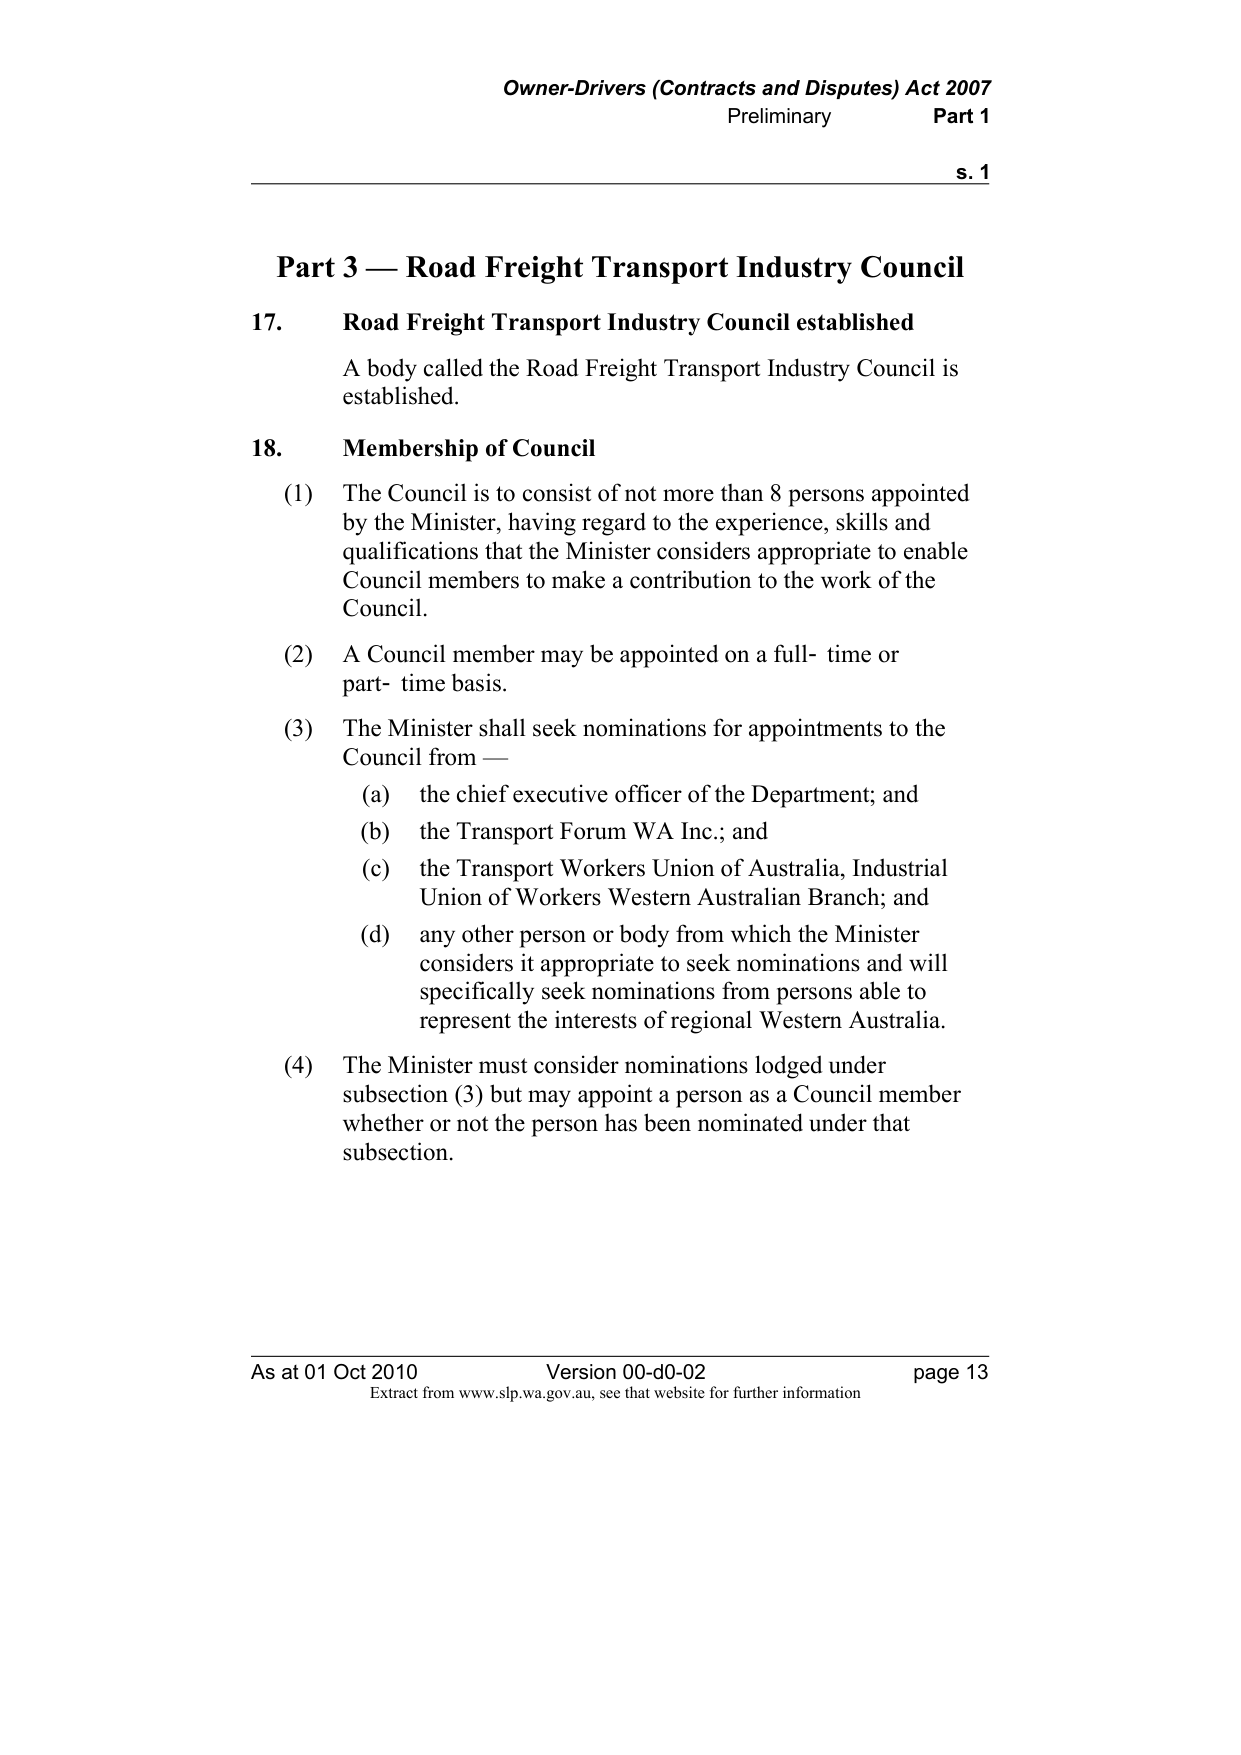 Owner-Drivers (Contracts and Disputes) Act 2007
Preliminary Part 1
s. 1
Part 3 — Road Freight Transport Industry Council
17. Road Freight Transport Industry Council established
A body called the Road Freight Transport Industry Council is
established.
18. Membership of Council
(1) The Council is to consist of not more than 8 persons appointed
by the Minister, having regard to the experience, skills and
qualifications that the Minister considers appropriate to enable
Council members to make a contribution to the work of the
Council.
(2) A Council member may be appointed on a full- time or
part- time basis.
(3) The Minister shall seek nominations for appointments to the
Council from —
(a) the chief executive officer of the Department; and
(b) the Transport Forum WA Inc.; and
(c) the Transport Workers Union of Australia, Industrial
Union of Workers Western Australian Branch; and
(d) any other person or body from which the Minister
considers it appropriate to seek nominations and will
specifically seek nominations from persons able to
represent the interests of regional Western Australia.
(4) The Minister must consider nominations lodged under
subsection (3) but may appoint a person as a Council member
whether or not the person has been nominated under that
subsection.
As at 01 Oct 2010 Version 00-d0-02 page 13
Extract from www.slp.wa.gov.au, see that website for further information